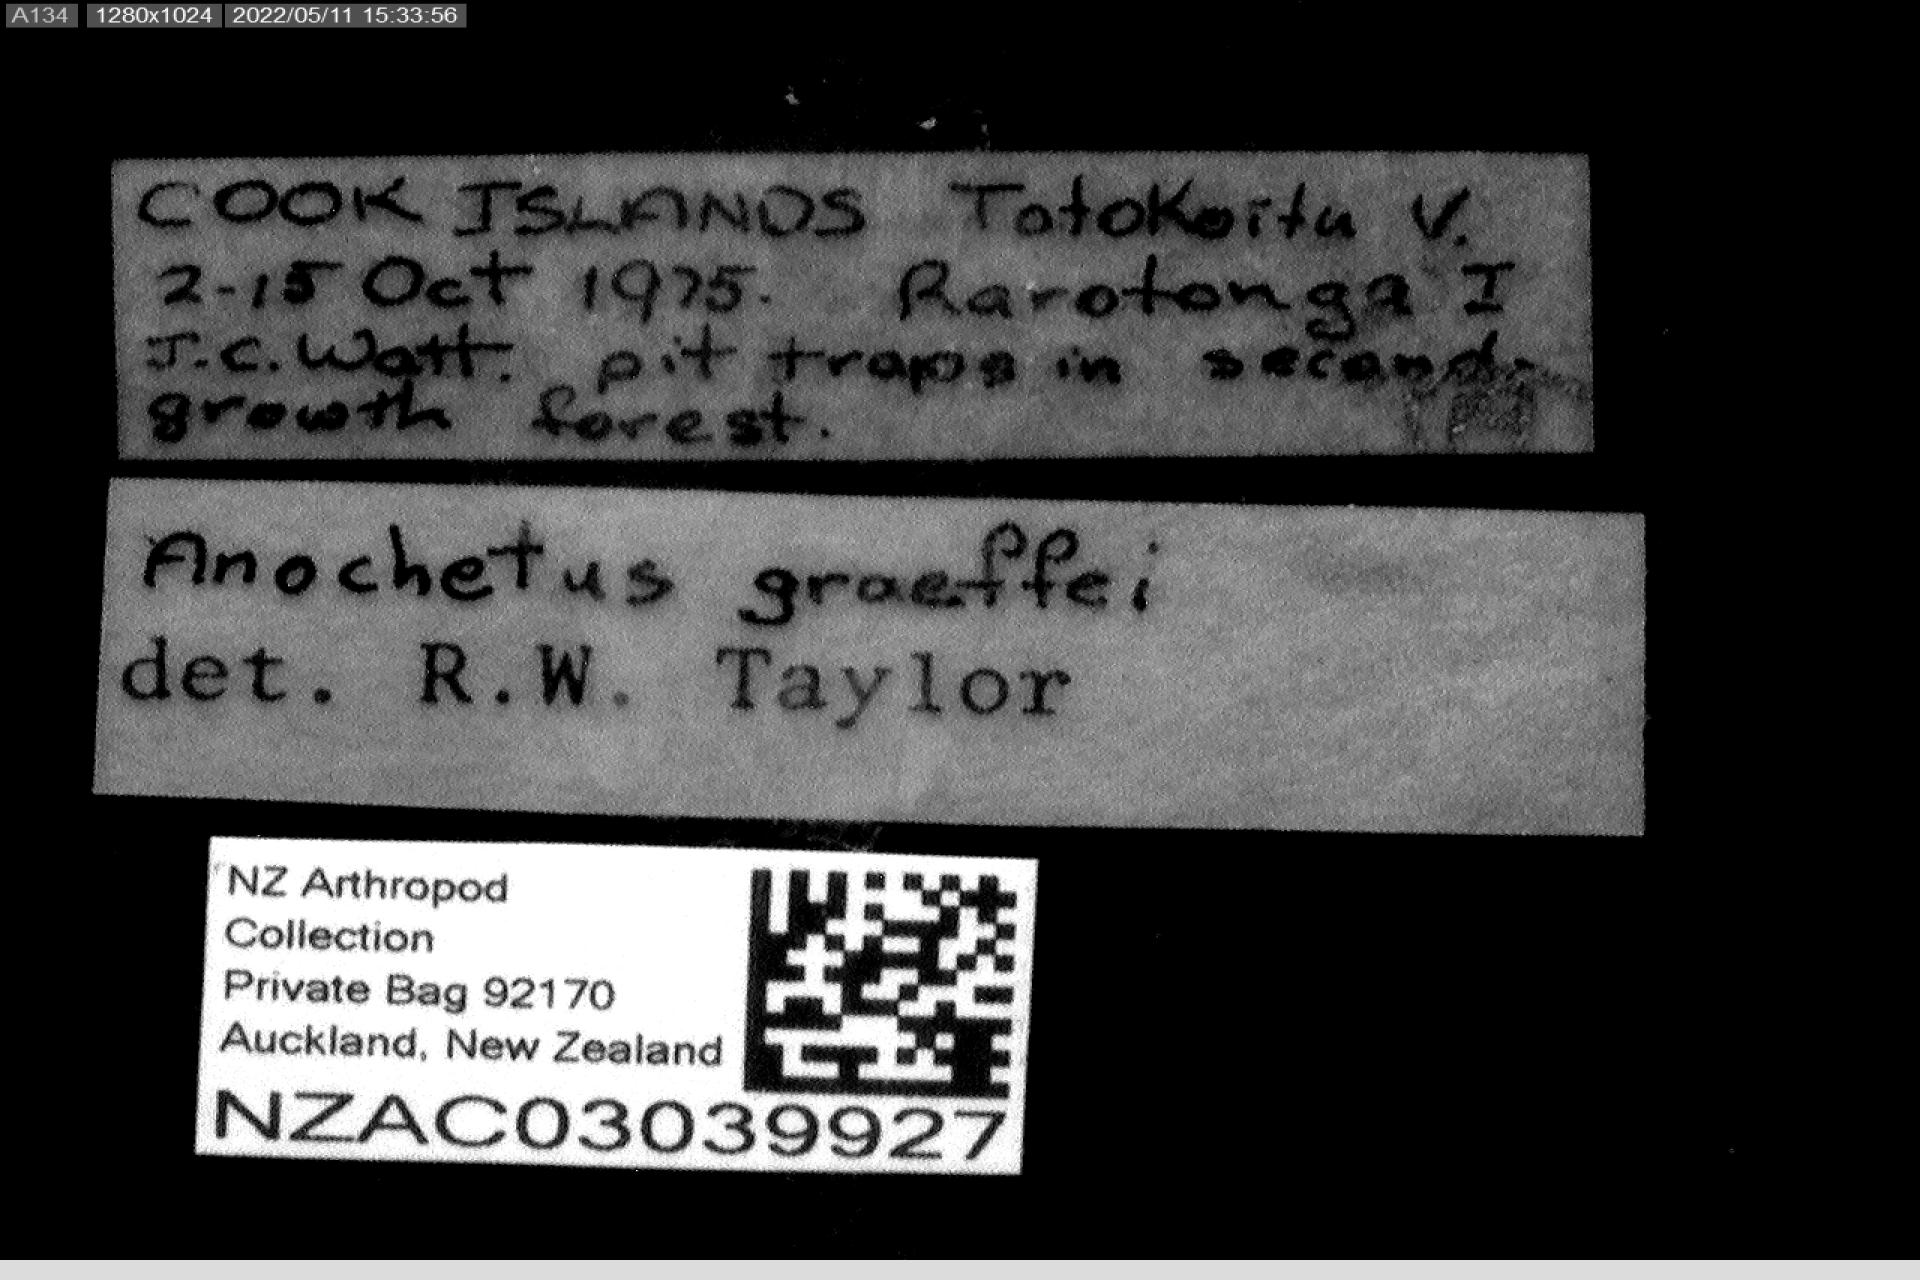 A134 1280x1024 2022/05/11 15:33:56
COOK ISLANDS Totokoitu V.
2-15 Oct 1975. Rarotonga I
J.C. Watt. pit traps in second-
growth forest.
Anochetus graeffei
det. R.W. Taylor
NZ Arthropod
Collection
Private Bag 92170
Auckland, New Zealand
NZAC03039927